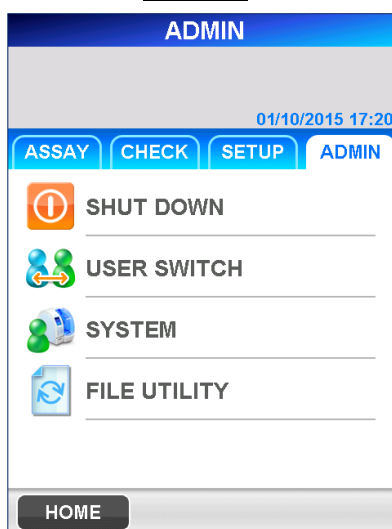 ADMIN
01/10/2015 17:20
ASSAY CHECK SETUP ADMIN
SHUT DOWN
USER SWITCH
SYSTEM
FILE UTILITY
HOME